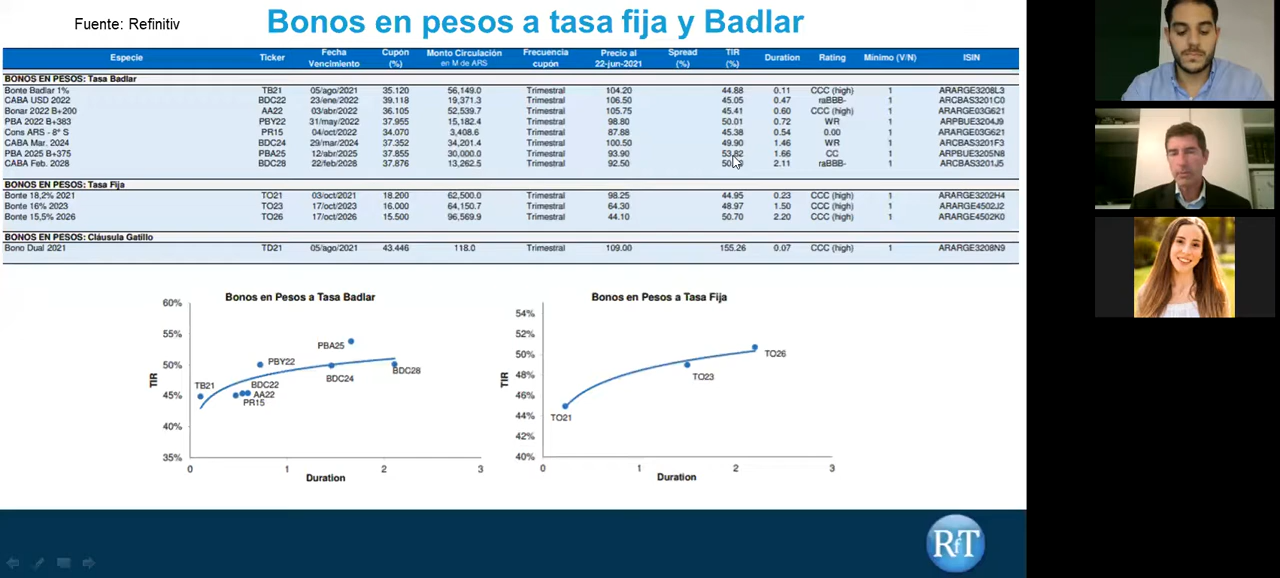 Fuente: Refinitiv
Bonos en pesos a tasa fija y Badlar
Especie Ticker Fecha Vencimiento Cupón (%) Monto Circulación en M de ARS Frecuencia cupón Precio al 22-jun-2021 Spread (%) TIR (%) Duration Rating Mínimo (V/N) ISIN
BONOS EN PESOS: Tasa Badlar
Bonte Badlar 1% TB21 05/ago/2021 35.120 56,149.0 Trimestral 104.20 44.88 0.11 CCC (high) 1 ARARGE3208L3
CABA USD 2022 BDC22 23/ene/2022 39.118 19,371.3 Trimestral 106.50 45.05 0.47 raBBB- 1 ARCBAS3201C0
Bonar 2022 B+200 AA22 03/abr/2022 36.105 52,539.7 Trimestral 105.75 45.41 0.60 CCC (high) 1 ARARGE03G621
PBA 2022 B+383 PBY22 31/may/2022 37.955 15,182.4 Trimestral 98.80 50.01 0.72 WR 1 ARPBUE3204J9
Cons ARS - 8° S PR15 04/oct/2022 34.070 3,408.6 Trimestral 87.88 45.38 0.54 0.00 1 ARARGE03G621
CABA Mar. 2024 BDC24 29/mar/2024 37.352 34,201.4 Trimestral 100.50 49.90 1.46 WR 1 ARCBAS3201F3
PBA 2025 B+375 PBA25 12/abr/2025 37.855 30,000.0 Trimestral 93.90 1.66 CC 1 ARPBUE3205N8
CABA Feb. 2028 BDC28 22/feb/2028 37.876 13,262.5 Trimestral 92.50 2.11 raBBB- 1 ARCBAS3201J5
BONOS EN PESOS: Tasa Fija
Bonte 18,2% 2021 TO21 03/oct/2021 18.200 62,500.0 Trimestral 98.25 44.95 0.23 CCC (high) 1 ARARGE3202H4
Bonte 16% 2023 TO23 17/oct/2023 16.000 64,150.7 Trimestral 64.30 48.97 1.50 CCC (high) 1 ARARGE4502J2
Bonte 15,5% 2026 TO26 17/oct/2026 15.500 96,569.9 Trimestral 44.10 50.70 2.20 CCC (high) 1 ARARGE4502K0
BONOS EN PESOS: Cláusula Gatillo
Bono Dual 2021 TD21 05/ago/2021 43.446 118.0 Trimestral 109.00 155.26 0.07 CCC (high) 1 ARARGE3208N9
Bonos en Pesos a Tasa Badlar
60%
55%
50%
45%
40%
35%
TIR
TB21
PBY22
PBA25
BDC22
AA22
PR15
BDC24
BDC28
0 1 2 3
Duration
Bonos en Pesos a Tasa Fija
54%
52%
50%
48%
46%
44%
42%
40%
TIR
TO21
TO23
TO26
0 1 2 3
Duration
RfT